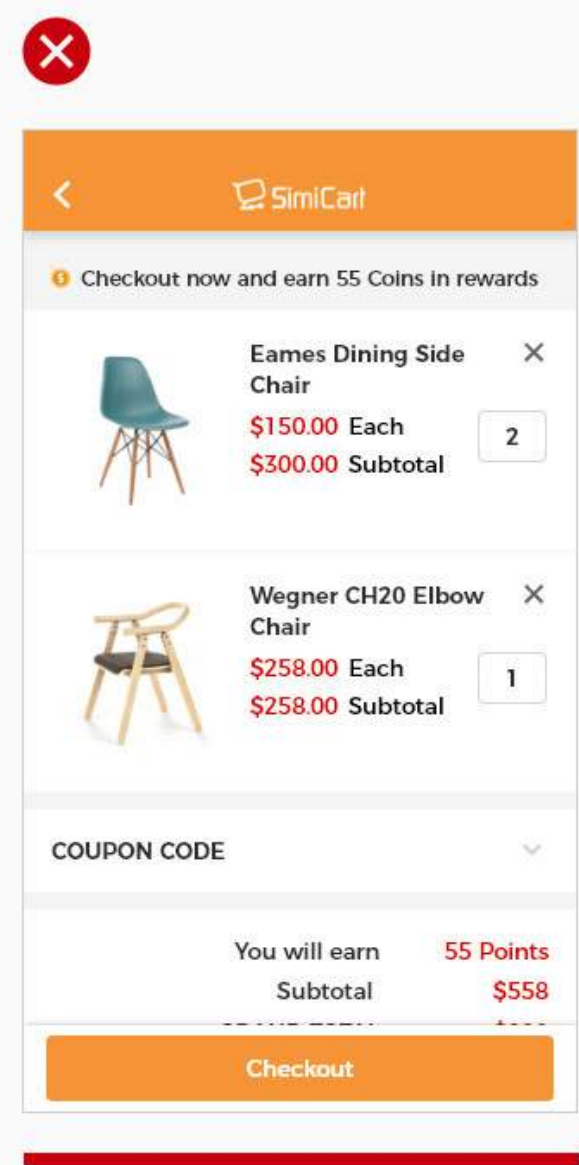 SimiCart
Checkout now and earn 55 Coins in rewards
Eames Dining Side
Chair
$150.00 Each
2
$300.00 Subtotal
Wegner CH20 Elbow
Chair
$258.00 Each
1
$258.00 Subtotal
COUPON CODE
You will earn 55 Points
Subtotal $558
Checkout